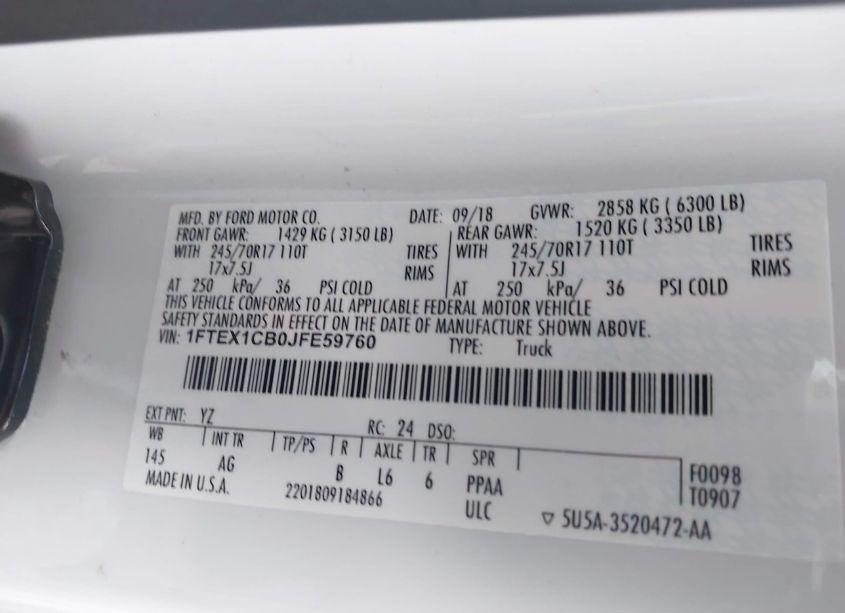 MFD. BY FORD MOTOR CO. DATE: 09/18 GVWR: 2858 KG ( 6300 LB)
FRONT GAWR: 1429 KG ( 3150 LB) REAR GAWR: 1520 KG ( 3350 LB)
WITH 245/70R17 110T TIRES WITH 245/70R17 110T TIRES
17x7.5J RIMS 17x7.5J RIMS
AT 250 kPa/ 36 PSI COLD AT 250 kPa/ 36 PSI COLD
THIS VEHICLE CONFORMS TO ALL APPLICABLE FEDERAL MOTOR VEHICLE
SAFETY STANDARDS IN EFFECT ON THE DATE OF MANUFACTURE SHOWN ABOVE.
VIN: 1FTEX1CB0JFE59760 TYPE: Truck
EXT PNT: YZ RC: 24 DSO:
WB INT TR TP/PS R AXLE TR SPR
145 AG B L6 6 PPAA F0098
MADE IN U.S.A. 2201809184866 ULC T0907
▽ 5U5A-3520472-AA